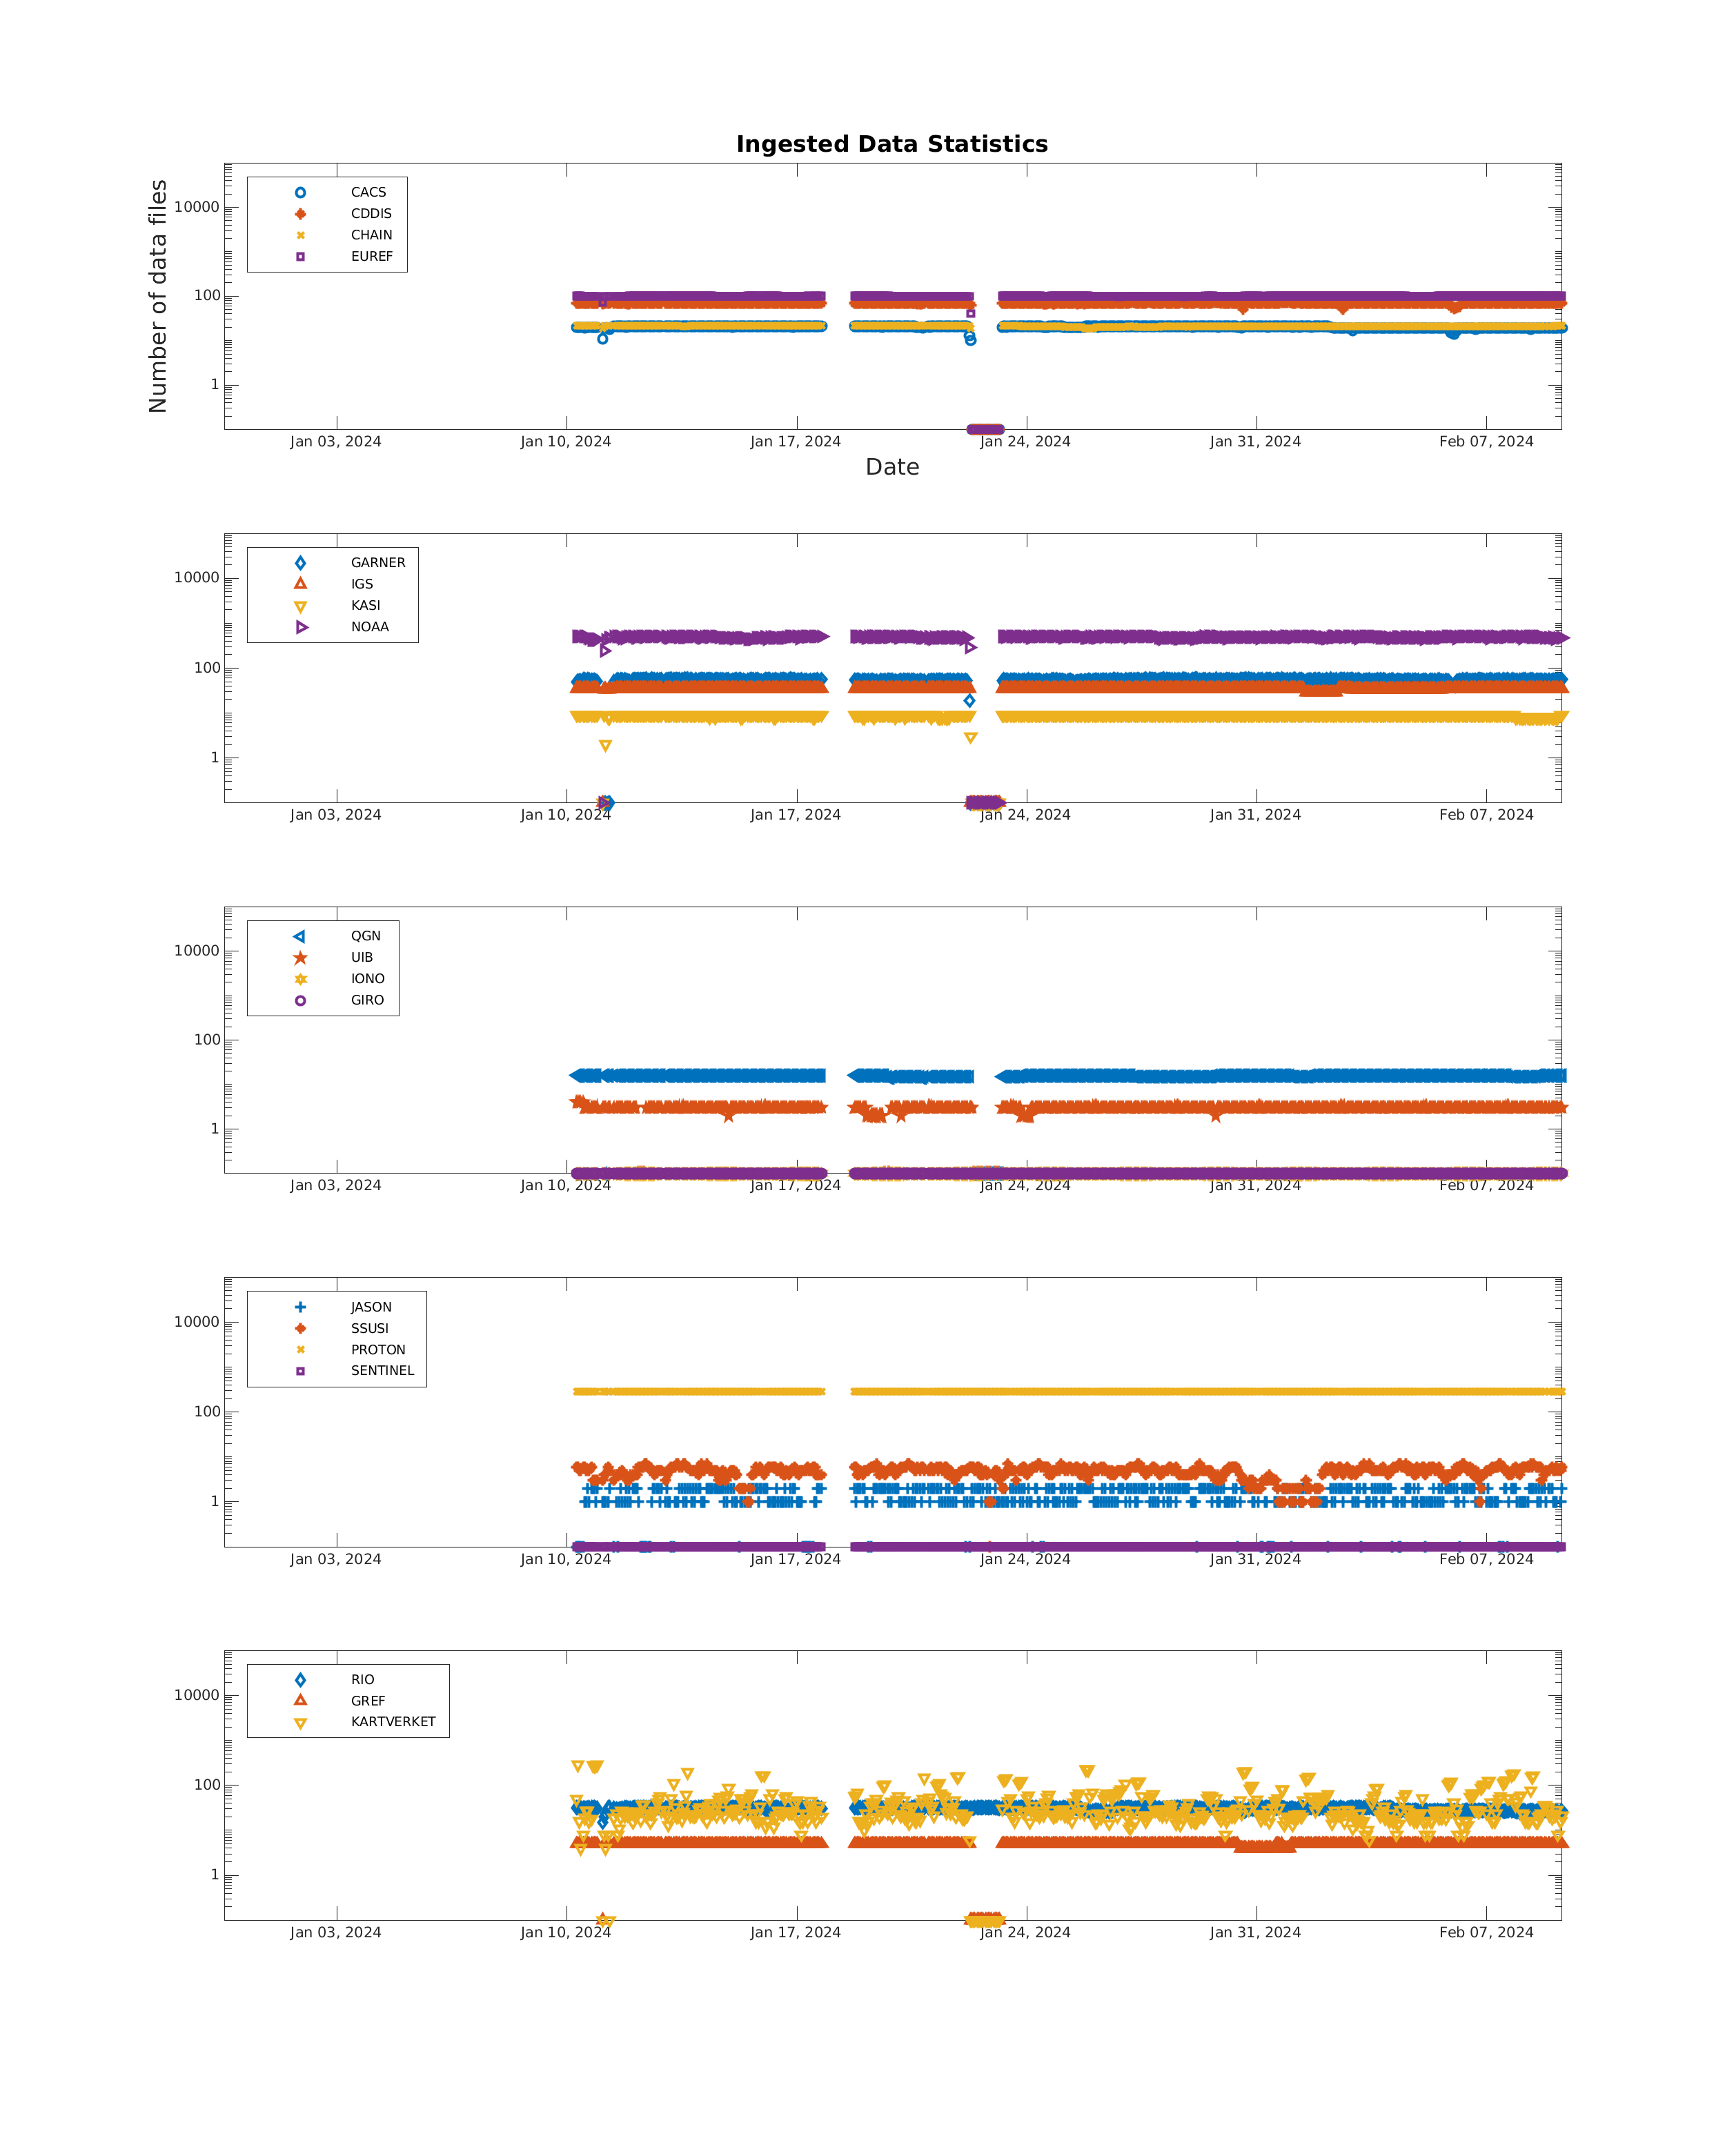 Ingested Data Statistics
Number of data files
10000
100
1
CACS
CDDIS
CHAIN
EUREF
Jan 03, 2024 Jan 10, 2024 Jan 17, 2024 Jan 24, 2024 Jan 31, 2024 Feb 07, 2024
Date
10000
100
1
GARNER
IGS
KASI
NOAA
Jan 03, 2024 Jan 10, 2024 Jan 17, 2024 Jan 24, 2024 Jan 31, 2024 Feb 07, 2024
10000
100
1
QGN
UIB
IONO
GIRO
Jan 03, 2024 Jan 10, 2024 Jan 17, 2024 Jan 24, 2024 Jan 31, 2024 Feb 07, 2024
10000
100
1
JASON
SSUSI
PROTON
SENTINEL
Jan 03, 2024 Jan 10, 2024 Jan 17, 2024 Jan 24, 2024 Jan 31, 2024 Feb 07, 2024
10000
100
1
RIO
GREF
KARTVERKET
Jan 03, 2024 Jan 10, 2024 Jan 17, 2024 Jan 24, 2024 Jan 31, 2024 Feb 07, 2024